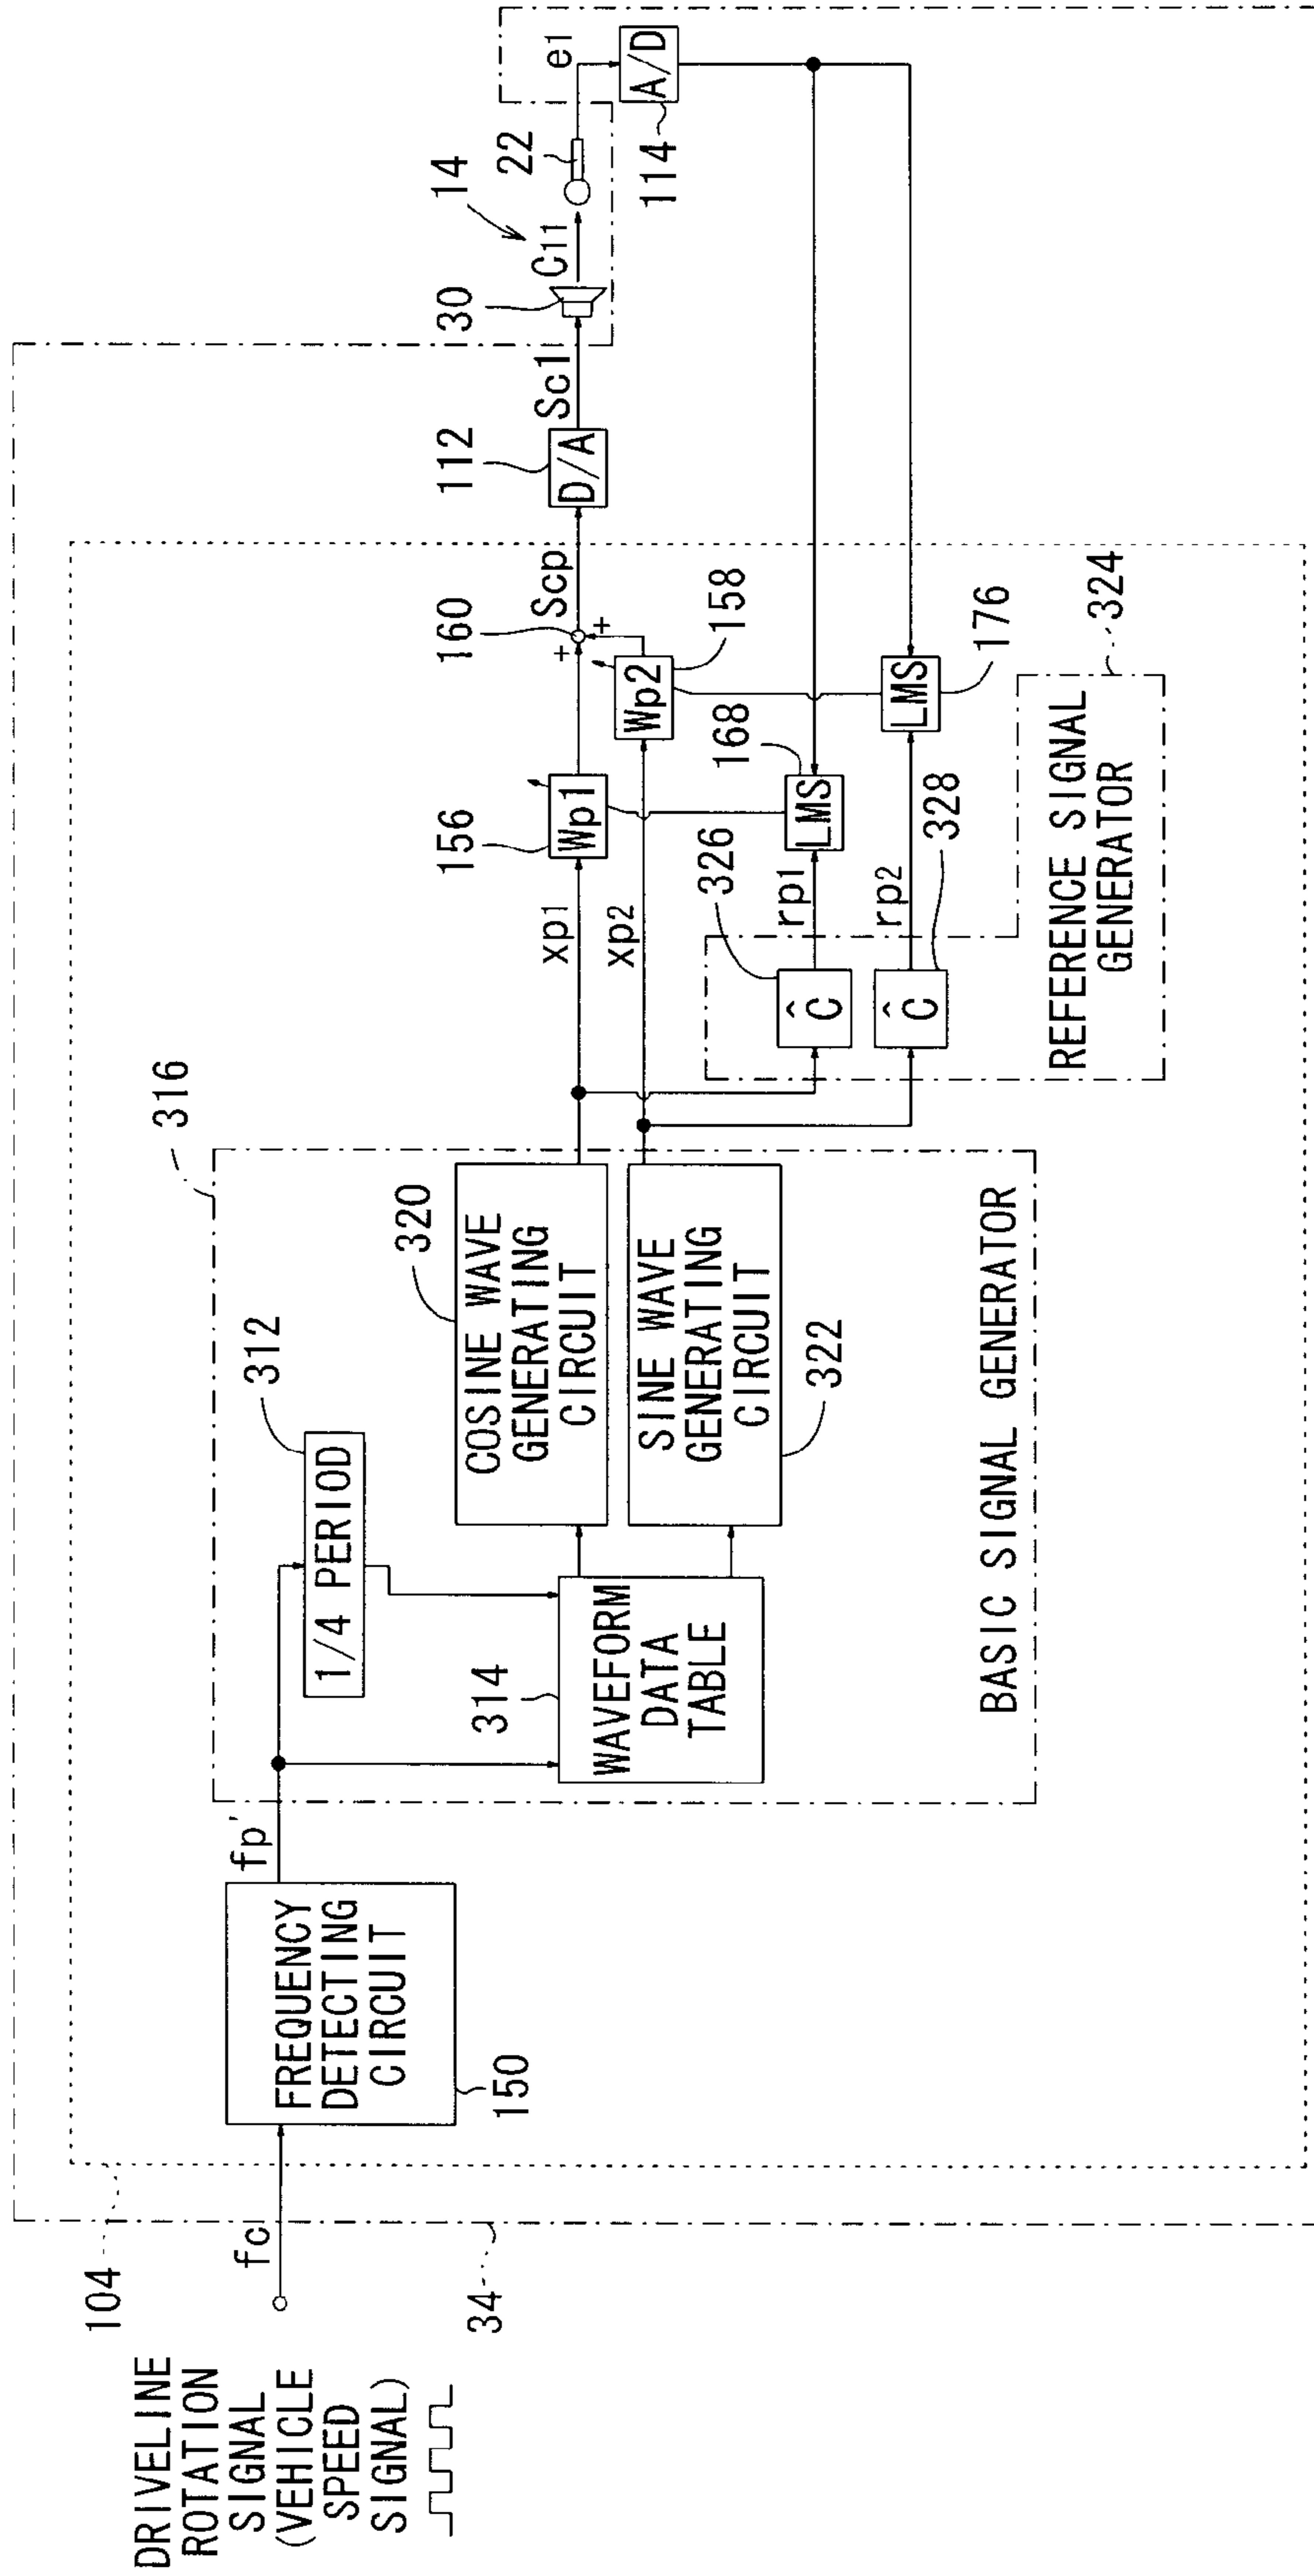 DRIVELINE
ROTATION
SIGNAL
(VEHICLE
SPEED
SIGNAL)
fc
104
34
FREQUENCY
DETECTING
CIRCUIT
150
fp'
316
312
1/4 PERIOD
314
WAVEFORM
DATA
TABLE
320
COSINE WAVE
GENERATING
CIRCUIT
SINE WAVE
GENERATING
CIRCUIT
322
BASIC SIGNAL GENERATOR
xp1
xp2
156
Wp1
160
+
+
Scp
Wp2
158
112
D/A
Sc1
30
C11
14
22
e1
A/D
114
326
Ĉ
rp1
168
LMS
Ĉ
rp2
328
LMS
176
REFERENCE SIGNAL
GENERATOR
324